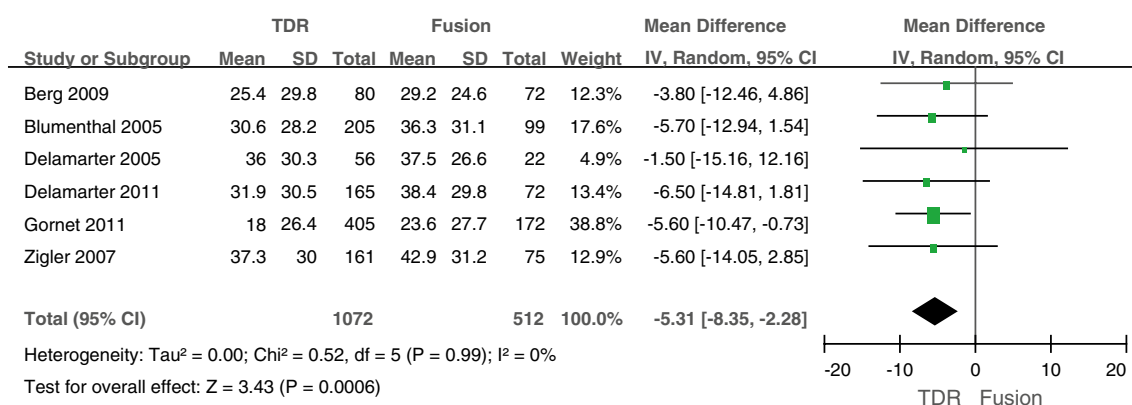 TDR Fusion Mean Difference Mean Difference
Study or Subgroup Mean SD Total Mean SD Total Weight IV, Random, 95% CI IV, Random, 95% CI
Berg 2009 25.4 29.8 80 29.2 24.6 72 12.3% -3.80 [-12.46, 4.86]
Blumenthal 2005 30.6 28.2 205 36.3 31.1 99 17.6% -5.70 [-12.94, 1.54]
Delamarter 2005 36 30.3 56 37.5 26.6 22 4.9% -1.50 [-15.16, 12.16]
Delamarter 2011 31.9 30.5 165 38.4 29.8 72 13.4% -6.50 [-14.81, 1.81]
Gornet 2011 18 26.4 405 23.6 27.7 172 38.8% -5.60 [-10.47, -0.73]
Zigler 2007 37.3 30 161 42.9 31.2 75 12.9% -5.60 [-14.05, 2.85]
Total (95% CI) 1072 512 100.0% -5.31 [-8.35, -2.28]
Heterogeneity: Tau² = 0.00; Chi² = 0.52, df = 5 (P = 0.99); I² = 0%
Test for overall effect: Z = 3.43 (P = 0.0006)
-20 -10 0 10 20
TDR Fusion